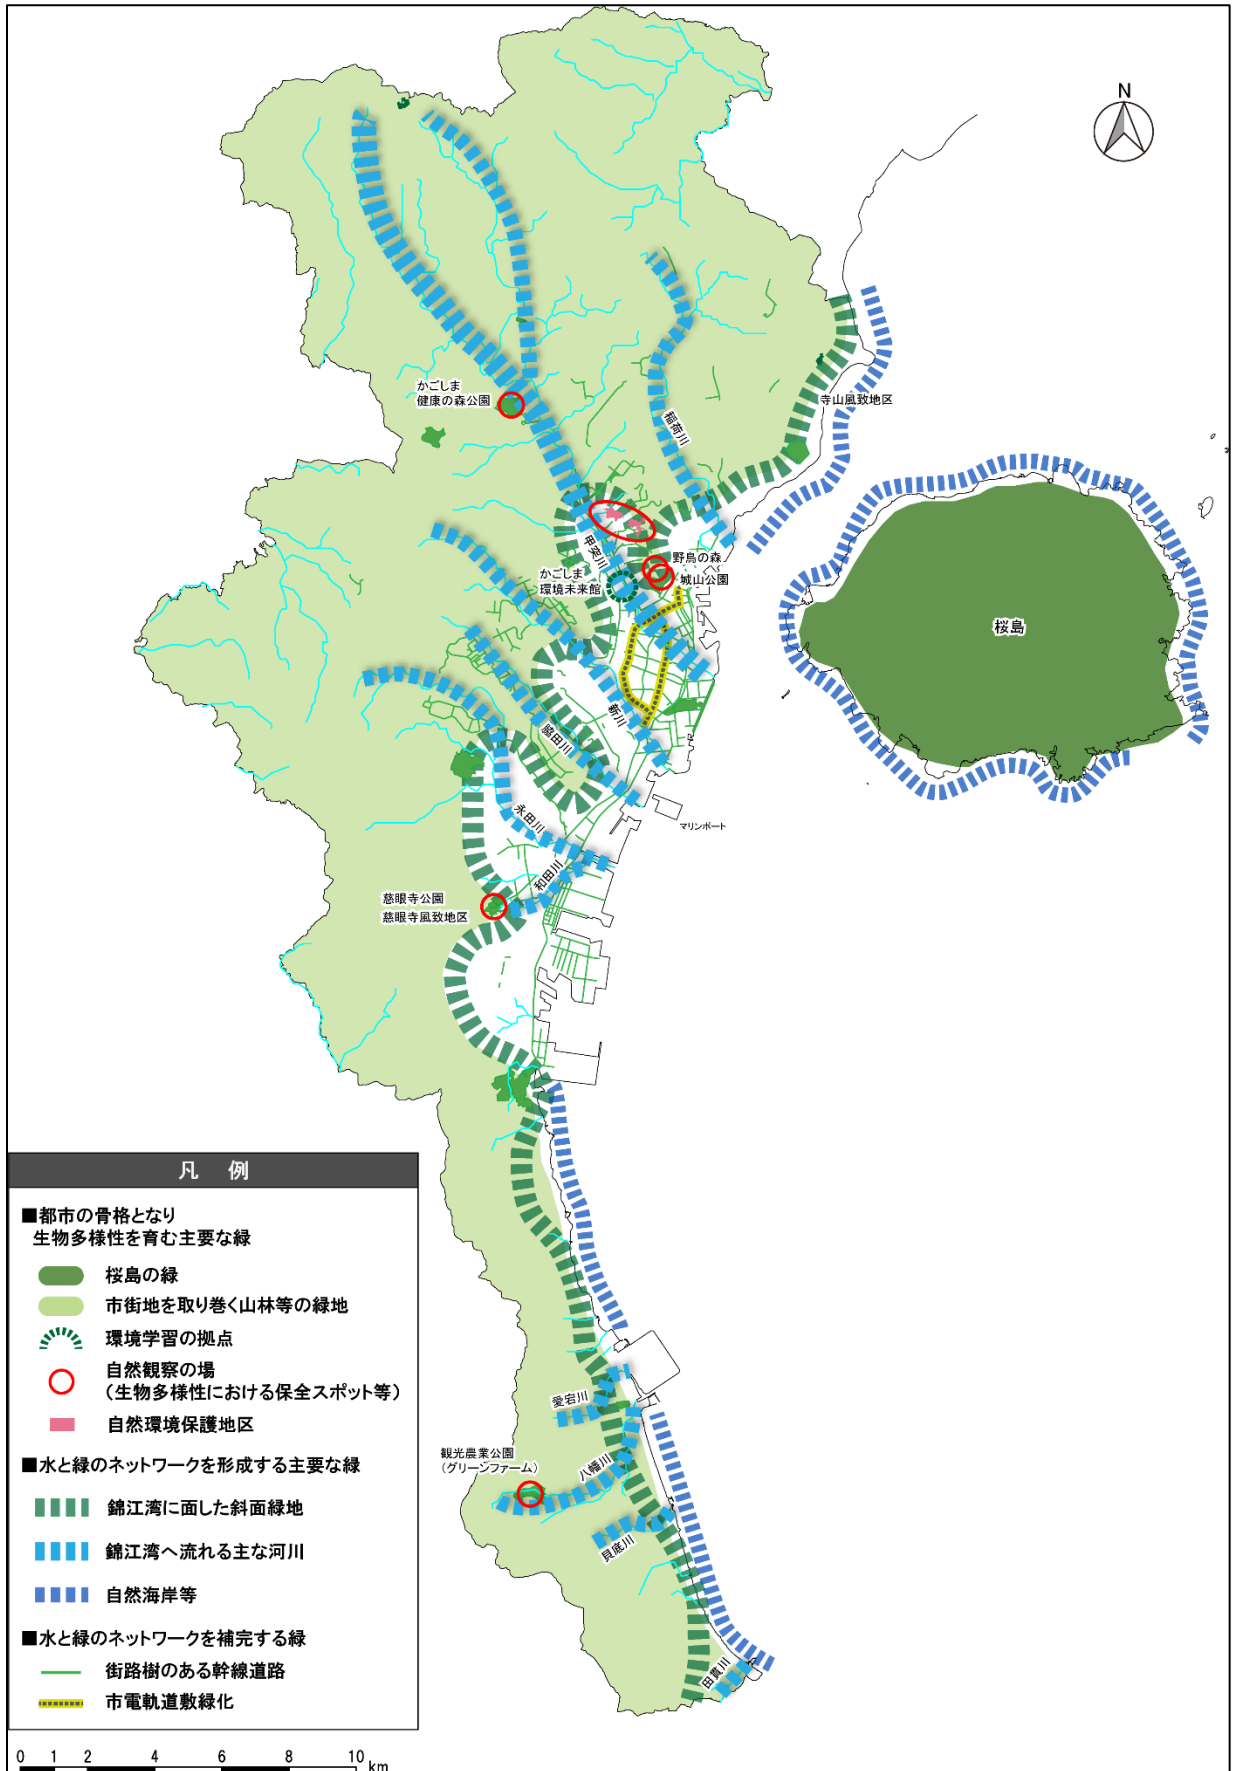 N
かごしま
健康の森公園
稲荷川
寺山風致地区
甲突川
野鳥の森
城山公園
かごしま
環境未来館
桜島
新川
脇田川
マリンポート
永田川
和田川
慈眼寺公園
慈眼寺風致地区
愛宕川
観光農業公園
(グリーンファーム)
八幡川
貝底川
田貫川
凡 例
■都市の骨格となり
生物多様性を育む主要な緑
桜島の緑
市街地を取り巻く山林等の緑地
環境学習の拠点
自然観察の場
(生物多様性における保全スポット等)
自然環境保護地区
■水と緑のネットワークを形成する主要な緑
錦江湾に面した斜面緑地
錦江湾へ流れる主な河川
自然海岸等
■水と緑のネットワークを補完する緑
街路樹のある幹線道路
市電軌道敷緑化
0 1 2 4 6 8 10 km